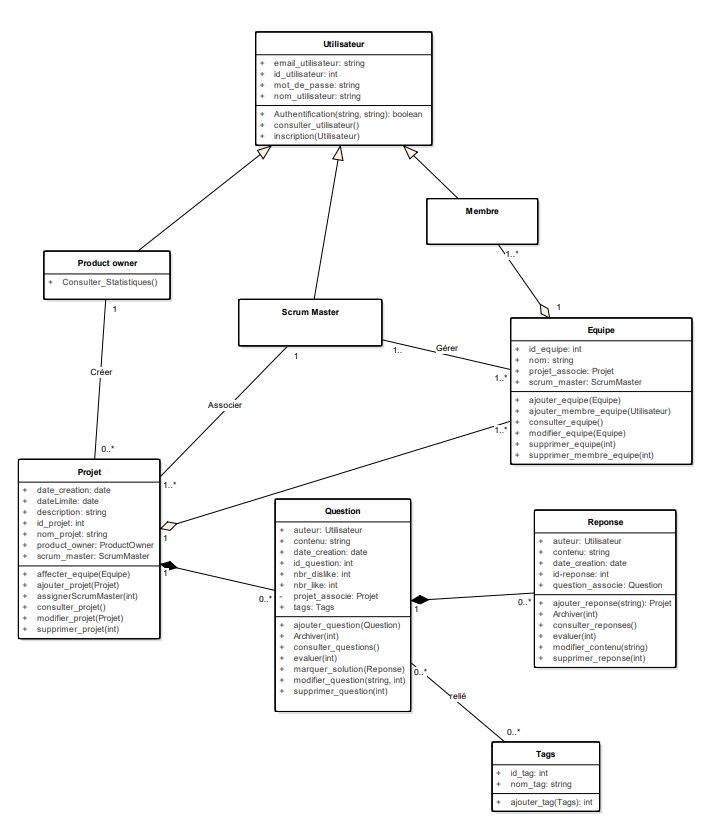 Utilisateur
+ email_utilisateur: string
+ id_utilisateur: int
+ mot_de_passe: string
+ nom_utilisateur: string
+ Authentification(string, string): boolean
+ consulter_utilisateur()
+ inscription(Utilisateur)
Membre
1..*
Product owner
+ Consulter_Statistiques()
1
Scrum Master
1
1..
Gérer
1..*
1
Equipe
+ id_equipe: int
+ nom: string
+ projet_associe: Projet
+ scrum_master: ScrumMaster
+ ajouter_equipe(Equipe)
+ ajouter_membre_equipe(Utilisateur)
+ consulter_equipe()
+ modifier_equipe(Equipe)
+ supprimer_equipe(int)
+ supprimer_membre_equipe(int)
1..*
Créer
Associer
0..*
1..*
Projet
+ date_creation: date
+ dateLimite: date
+ description: string
+ id_projet: int
+ nom_projet: string
+ product_owner: ProductOwner
+ scrum_master: ScrumMaster
+ affecter_equipe(Equipe)
+ ajouter_projet(Projet)
+ assignerScrumMaster(int)
+ consulter_projet()
+ modifier_projet(Projet)
+ supprimer_projet(int)
1
1
0..*
Question
+ auteur: Utilisateur
+ contenu: string
+ date_creation: date
+ id_question: int
+ nbr_dislike: int
+ nbr_like: int
- projet_associe: Projet
+ tags: Tags
+ ajouter_question(Question)
+ Archiver(int)
+ consulter_questions()
+ evaluer(int)
+ marquer_solution(Reponse)
+ modifier_question(string, int)
+ supprimer_question(int)
1
0..*
Reponse
+ auteur: Utilisateur
+ contenu: string
+ date_creation: date
+ id-reponse: int
+ question_associe: Question
+ ajouter_reponse(string): Projet
+ Archiver(int)
+ consulter_reponses()
+ evaluer(int)
+ modifier_contenu(string)
+ supprimer_reponse(int)
0..*
relié
0..*
Tags
+ id_tag: int
+ nom_tag: string
+ ajouter_tag(Tags): int